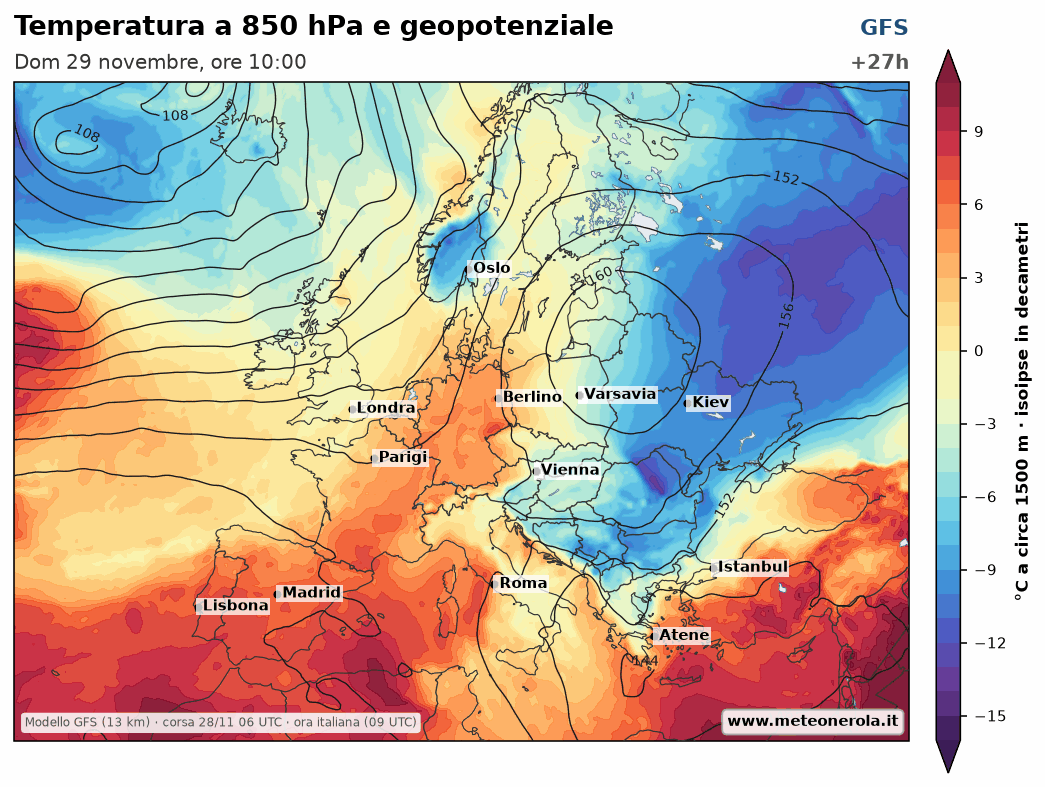 Temperatura a 850 hPa e geopotenziale
GFS
Dom 29 novembre, ore 10:00
+27h
108
108
152
160
156
152
144
Oslo
Berlino
Varsavia
Kiev
Londra
Parigi
Vienna
Istanbul
Roma
Madrid
Lisbona
Atene
Modello GFS (13 km) · corsa 28/11 06 UTC · ora italiana (09 UTC)
www.meteonerola.it
9
6
3
0
−3
−6
−9
−12
−15
°C a circa 1500 m · isoipse in decametri